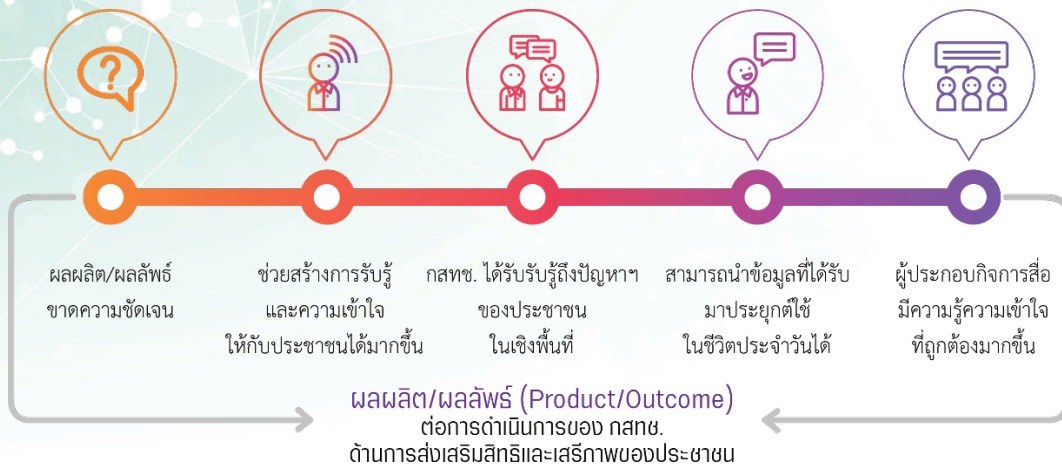 ?
ผลผลิต/ผลลัพธ์
ขาดความชัดเจน
ช่วยสร้างการรับรู้
และความเข้าใจ
ให้กับประชาชนได้มากขึ้น
กสทช. ได้รับรับรู้ถึงปัญหาฯ
ของประชาชน
ในเชิงพื้นที่
สามารถนำข้อมูลที่ได้รับ
มาประยุกต์ใช้
ในชีวิตประจำวันได้
ผู้ประกอบกิจการสื่อ
มีความรู้ความเข้าใจ
ที่ถูกต้องมากขึ้น
ผลผลิต/ผลลัพธ์ (Product/Outcome)
ต่อการดำเนินการของ กสทช.
ด้านการส่งเสริมสิทธิและเสรีภาพของประชาชน